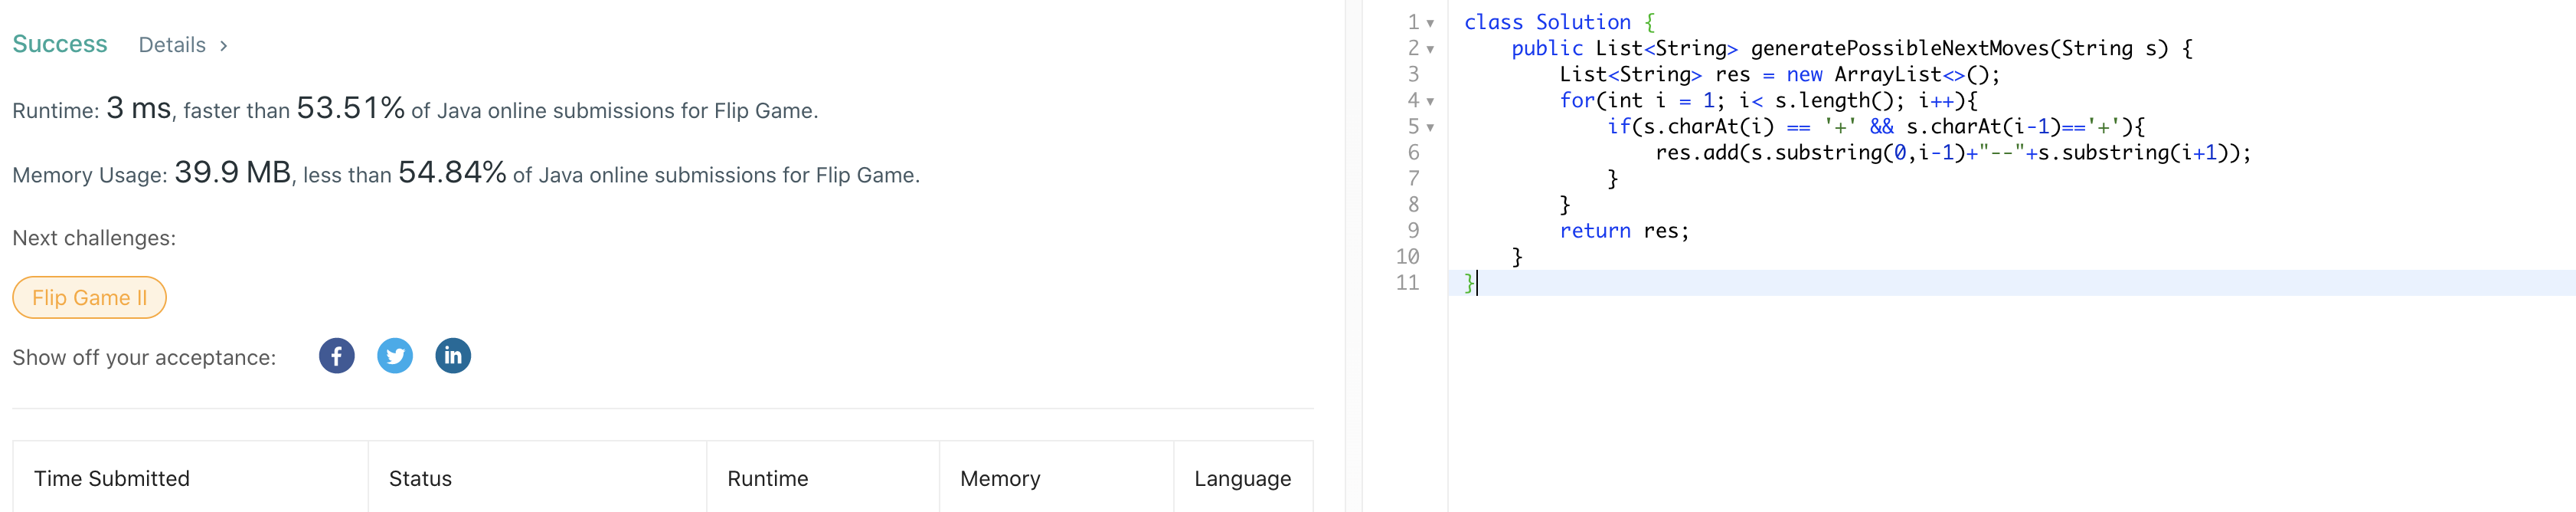 Success Details >
Runtime: 3 ms, faster than 53.51% of Java online submissions for Flip Game.
Memory Usage: 39.9 MB, less than 54.84% of Java online submissions for Flip Game.
Next challenges:
Flip Game II
Show off your acceptance:
Time Submitted Status Runtime Memory Language
1 class Solution {
2     public List<String> generatePossibleNextMoves(String s) {
3         List<String> res = new ArrayList<>();
4         for(int i = 1; i< s.length(); i++){
5             if(s.charAt(i) == '+' && s.charAt(i-1)=='+'){
6                 res.add(s.substring(0,i-1)+"--"+s.substring(i+1));
7             }
8         }
9         return res;
10     }
11 }